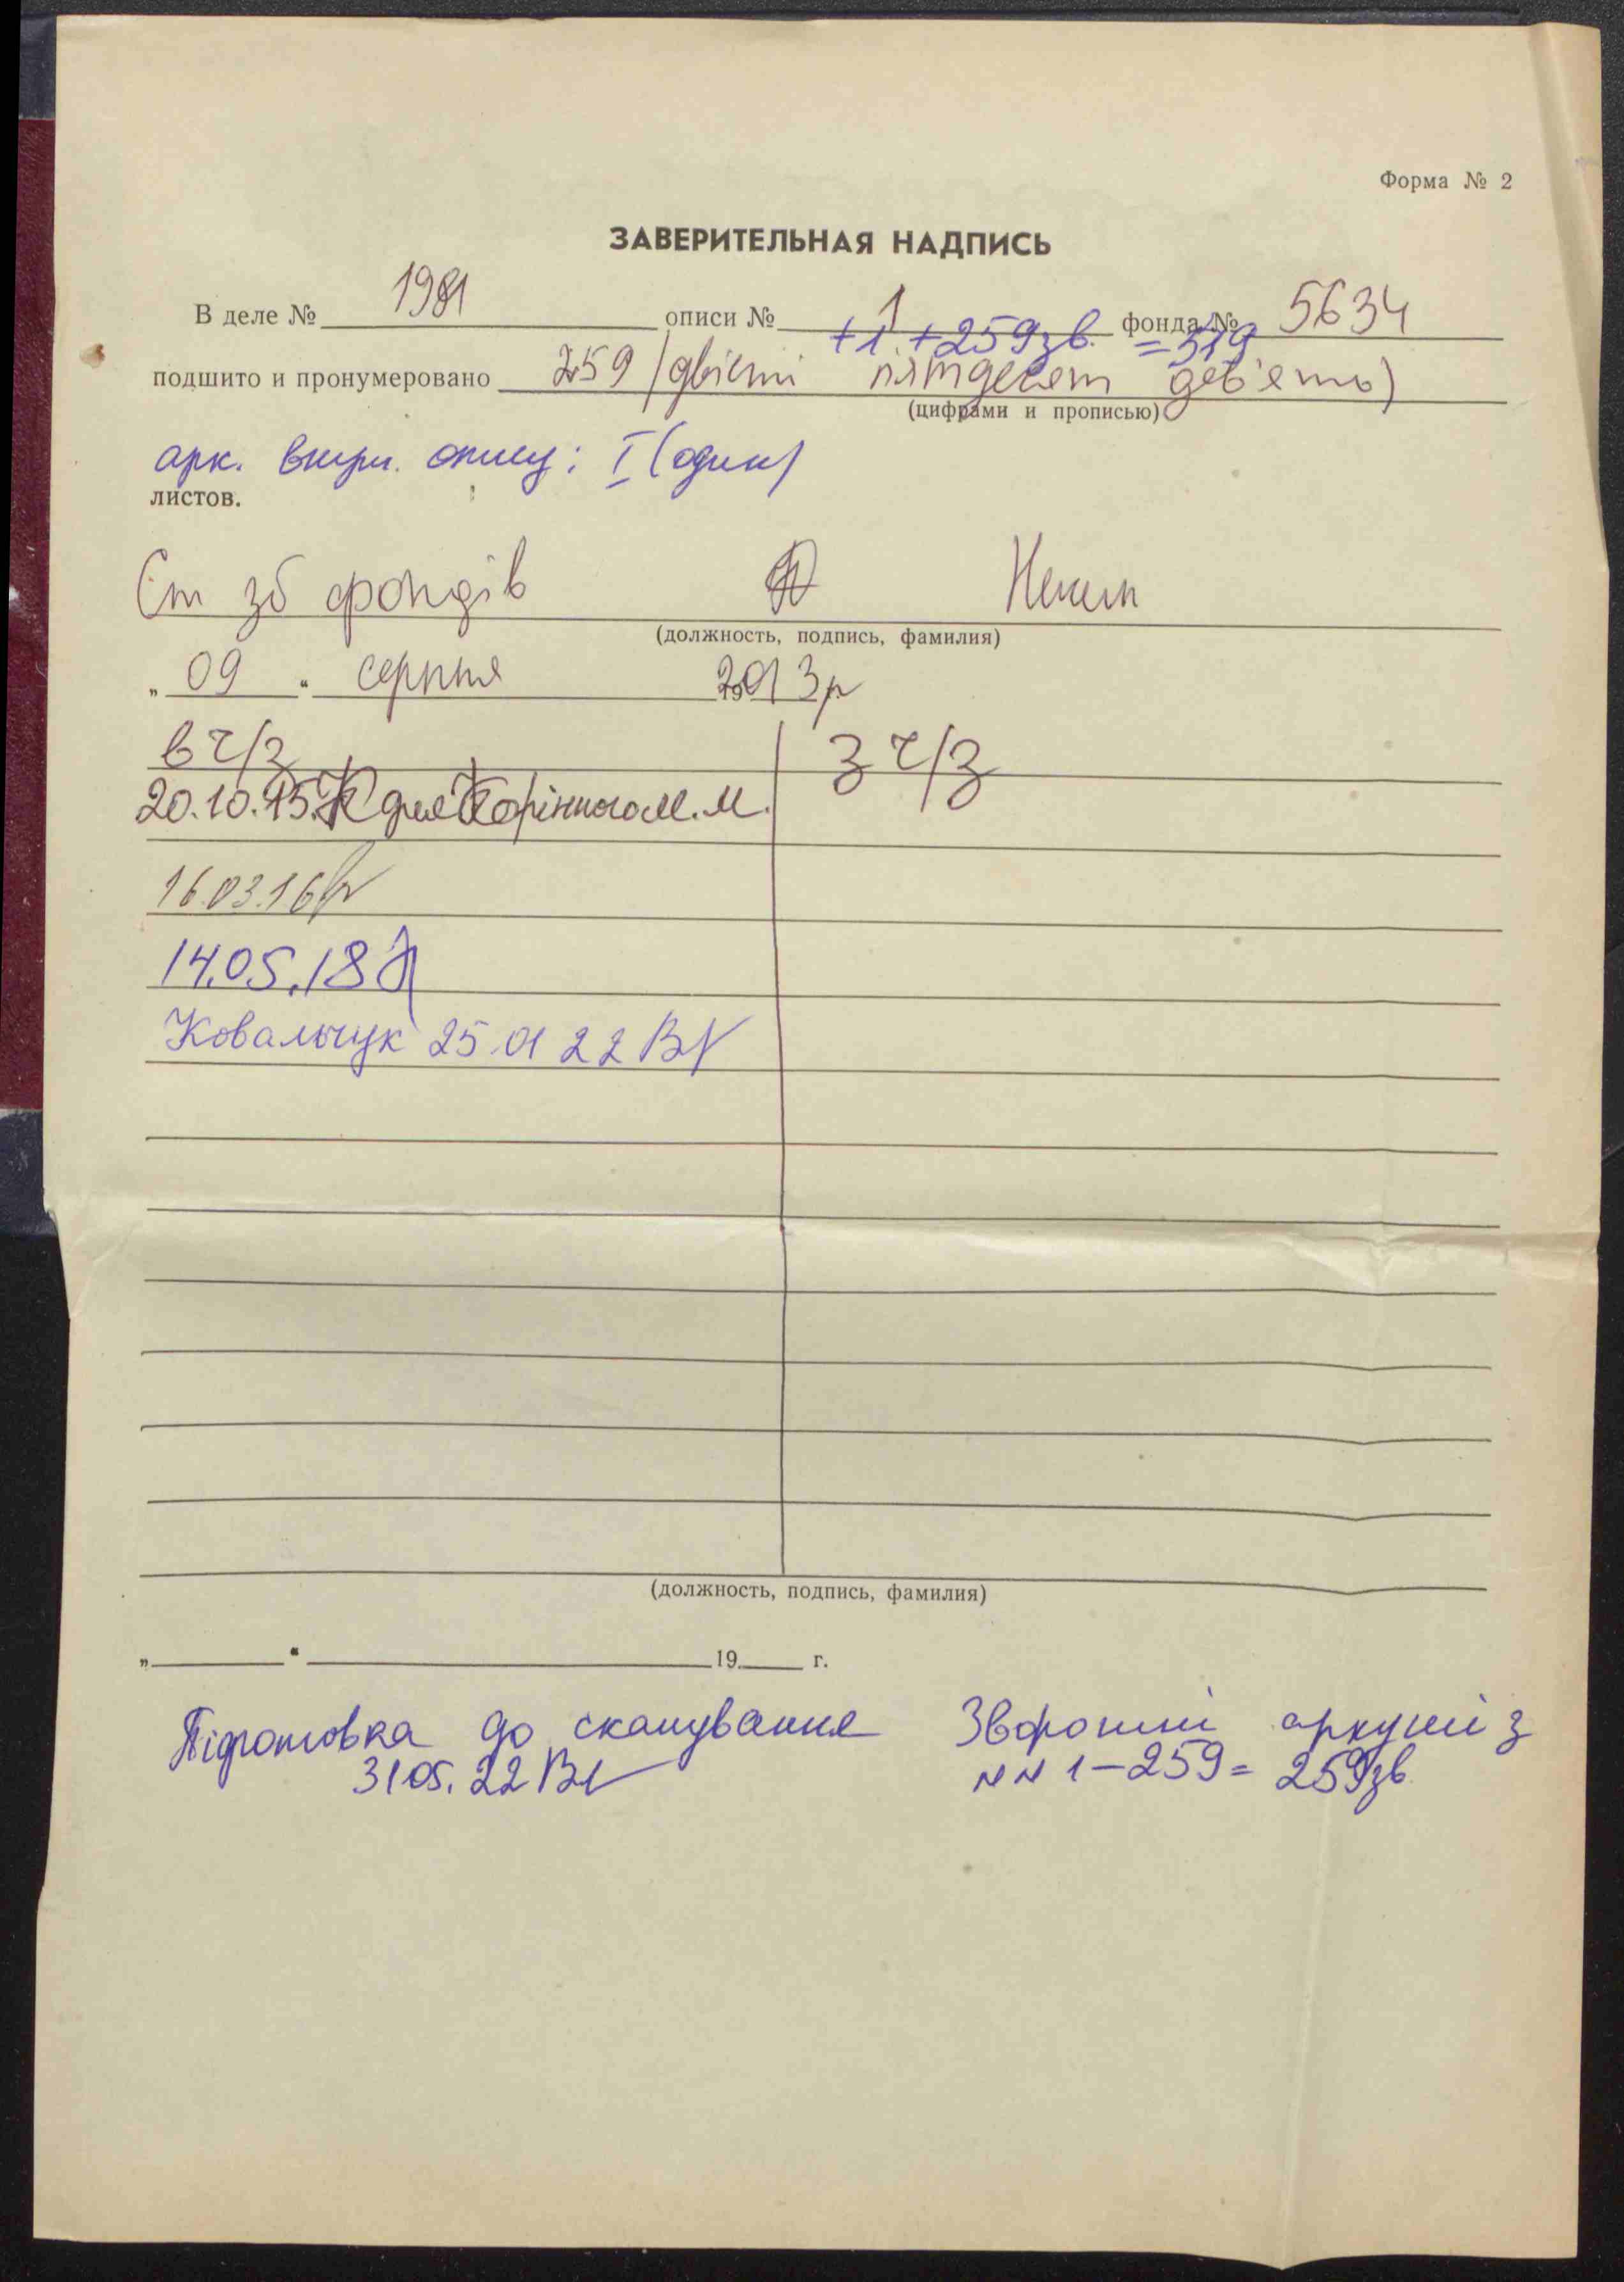 Форма № 2
ЗАВЕРИТЕЛЬНАЯ НАДПИСЬ
В деле № 1981 описи № 1 фонда № 5634
+1 +259зв. =519
подшито и пронумеровано 259 (двісті пятдесят дев'ять)
(цифрами и прописью)
арк. внутр. опису: I (один)
листов.
Ст зб фондів
(должность, подпись, фамилия)
„ 09 “ серпня 2013р
в ч/з З ч/з
20.10.15. для Корінного М.М.
16.03.16
14.05.18
Ковальчук 25.01 22
(должность, подпись, фамилия)
„ “ 19 г.
Підготовка до сканування Зворотні аркуші з
31 05. 22 NN 1-259= 259зв